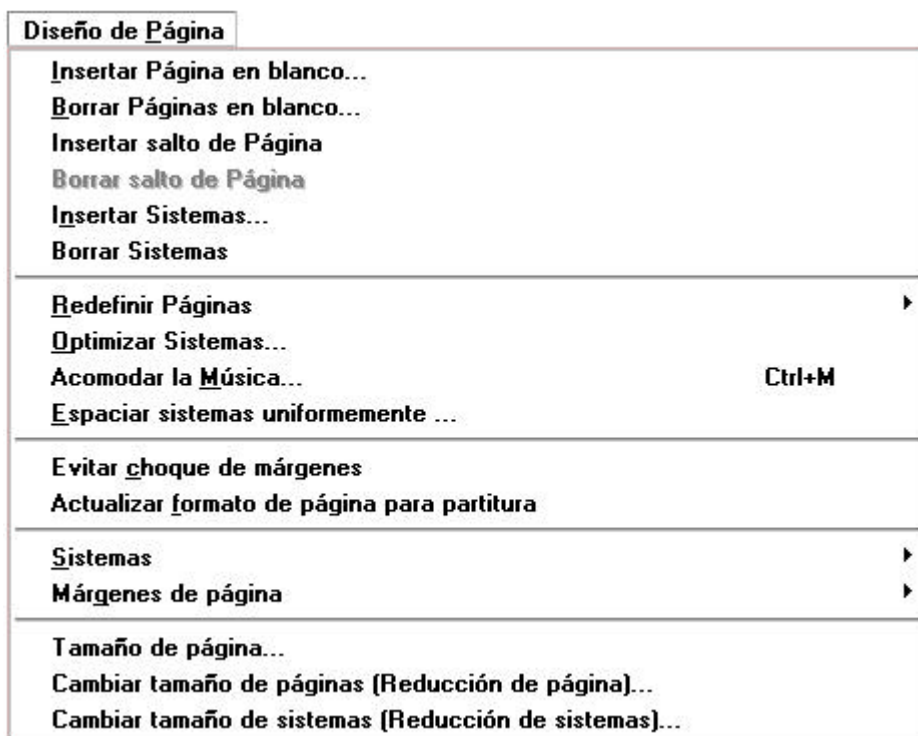 Diseño de Página
Insertar Página en blanco...
Borrar Páginas en blanco...
Insertar salto de Página
Borrar salto de Página
Insertar Sistemas...
Borrar Sistemas
Redefinir Páginas
Optimizar Sistemas...
Acomodar la Música... Ctrl+M
Espaciar sistemas uniformemente ...
Evitar choque de márgenes
Actualizar formato de página para partitura
Sistemas
Márgenes de página
Tamaño de página...
Cambiar tamaño de páginas (Reducción de página)...
Cambiar tamaño de sistemas (Reducción de sistemas)...